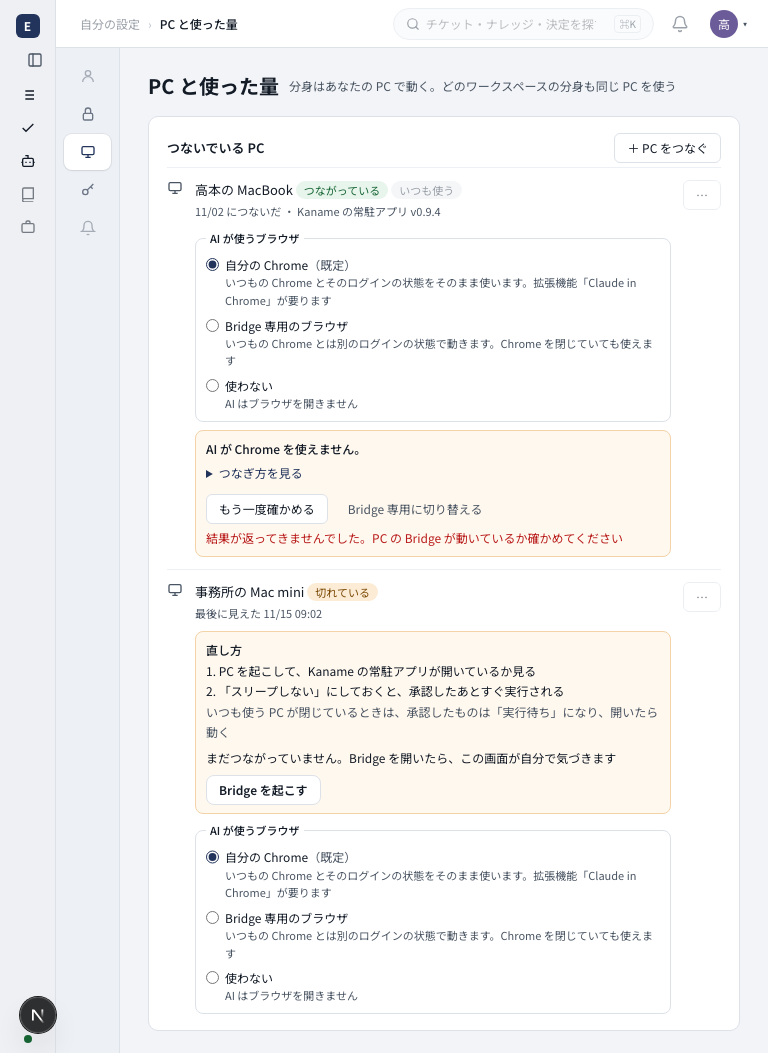 E
自分の設定 › PC と使った量
チケット・ナレッジ・決定を探す
⌘K
高
PC と使った量
分身はあなたの PC で動く。どのワークスペースの分身も同じ PC を使う
つないでいる PC
＋ PC をつなぐ
高本の MacBook つながっている いつも使う
…
11/02 につないだ ・ Kaname の常駐アプリ v0.9.4
AI が使うブラウザ
自分の Chrome（既定）
いつもの Chrome とそのログインの状態をそのまま使います。拡張機能「Claude in
Chrome」が要ります
Bridge 専用のブラウザ
いつもの Chrome とは別のログインの状態で動きます。Chrome を閉じていても使えま
す
使わない
AI はブラウザを開きません
AI が Chrome を使えません。
▶ つなぎ方を見る
もう一度確かめる
Bridge 専用に切り替える
結果が返ってきませんでした。PC の Bridge が動いているか確かめてください
事務所の Mac mini 切れている
…
最後に見えた 11/15 09:02
直し方
1. PC を起こして、Kaname の常駐アプリが開いているか見る
2. 「スリープしない」にしておくと、承認したあとすぐ実行される
いつも使う PC が閉じているときは、承認したものは「実行待ち」になり、開いたら
動く
まだつながっていません。Bridge を開いたら、この画面が自分で気づきます
Bridge を起こす
AI が使うブラウザ
自分の Chrome（既定）
いつもの Chrome とそのログインの状態をそのまま使います。拡張機能「Claude in
Chrome」が要ります
Bridge 専用のブラウザ
いつもの Chrome とは別のログインの状態で動きます。Chrome を閉じていても使えま
す
使わない
AI はブラウザを開きません
N